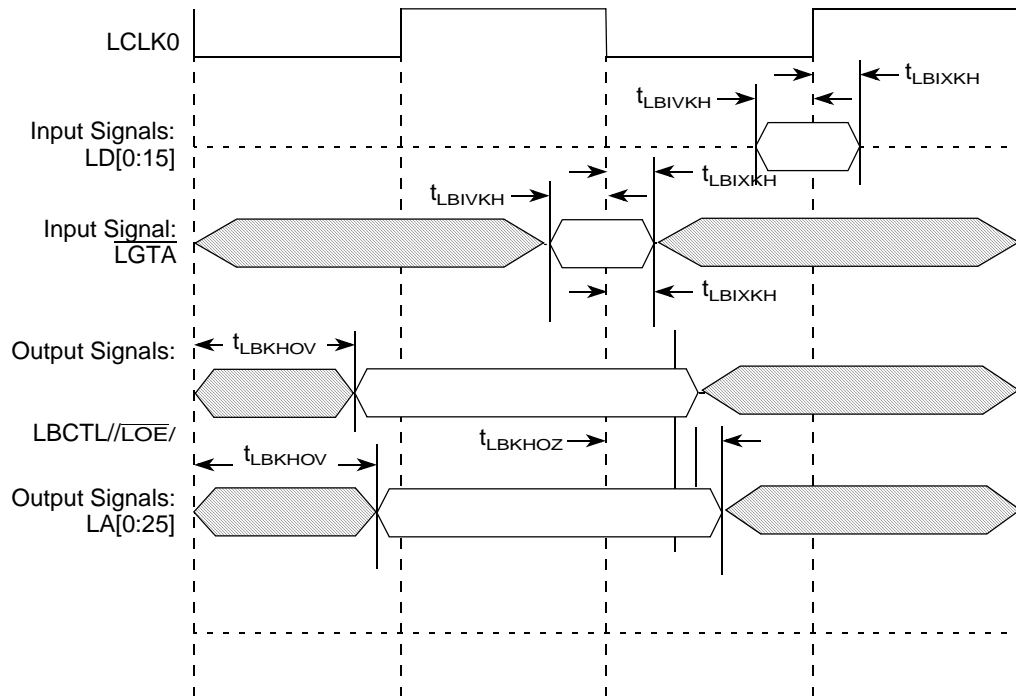 LCLK0
tLBIXKH
tLBIVKH
Input Signals:
LD[0:15]
tLBIXKH
tLBIVKH
Input Signal:
LGTA
tLBIXKH
Output Signals:
tLBKHOV
LBCTL//LOE/
tLBKHOZ
tLBKHOV
Output Signals:
LA[0:25]